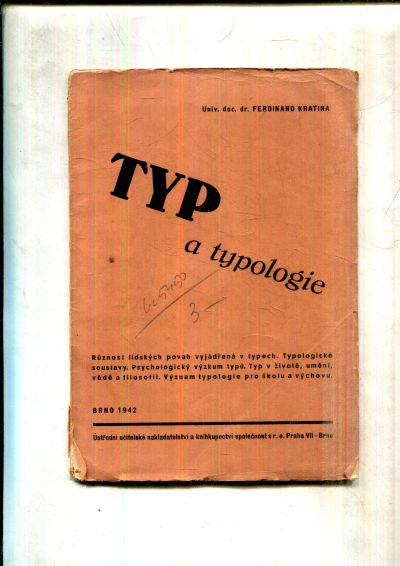 Univ. doc. dr. FERDINAND KRATINA
TYP
a typologie
3-
Různost lidských povah vyjádřená v typech. Typologické
soustavy. Psychologický výzkum typů. Typ v životě, umění,
vědě a filosofii. Význam typologie pro školu a výchovu.
BRNO 1942
Ústřední učitelské nakladatelství a knihkupectví společnost s r. o. Praha VII - Brno